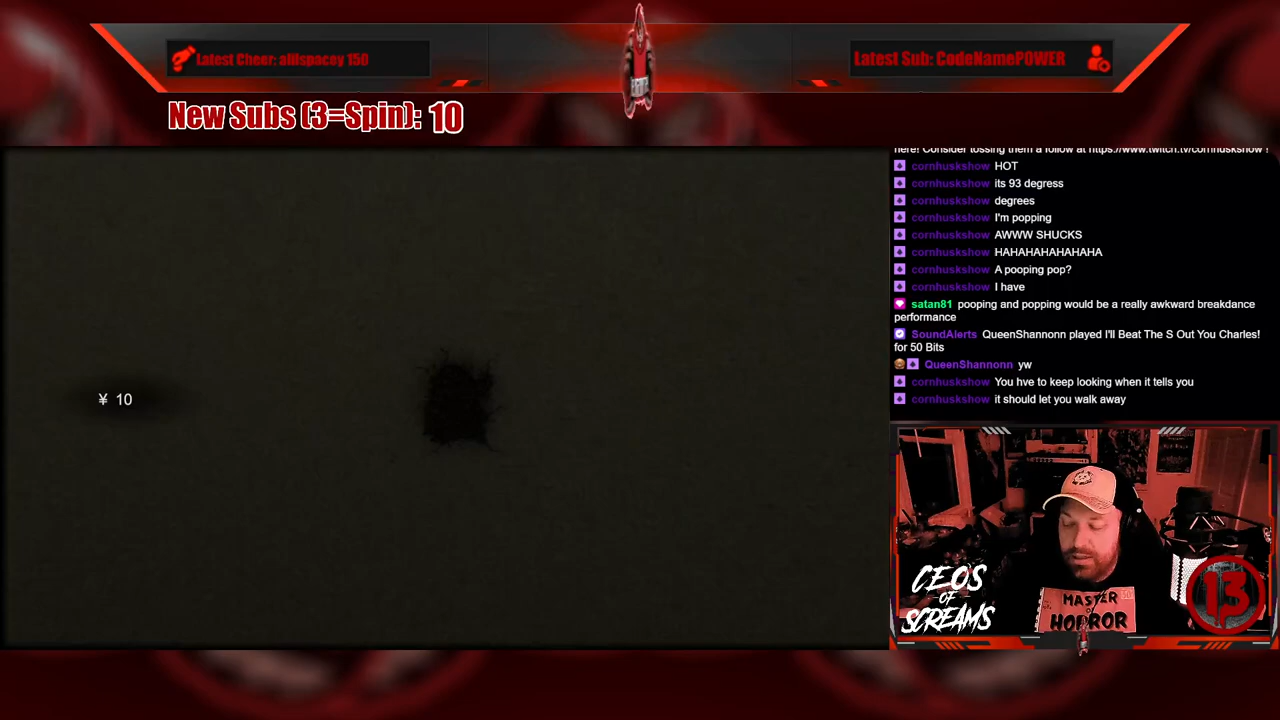 Latest Cheer: alilspacey 150
Latest Sub: CodeNamePOWER
New Subs (3=Spin): 10
here! Consider tossing them a follow at https://www.twitch.tv/cornhuskshow !
cornhuskshow HOT
cornhuskshow its 93 degress
cornhuskshow degrees
cornhuskshow I'm popping
cornhuskshow AWWW SHUCKS
cornhuskshow HAHAHAHAHAHAHA
cornhuskshow A pooping pop?
cornhuskshow I have
satan81 pooping and popping would be a really awkward breakdance
performance
SoundAlerts QueenShannonn played I'll Beat The S Out You Charles!
for 50 Bits
QueenShannonn yw
cornhuskshow You hve to keep looking when it tells you
cornhuskshow it should let you walk away
¥ 10
CEOS
OF
SCREAMS
MASTER
HORROR
13